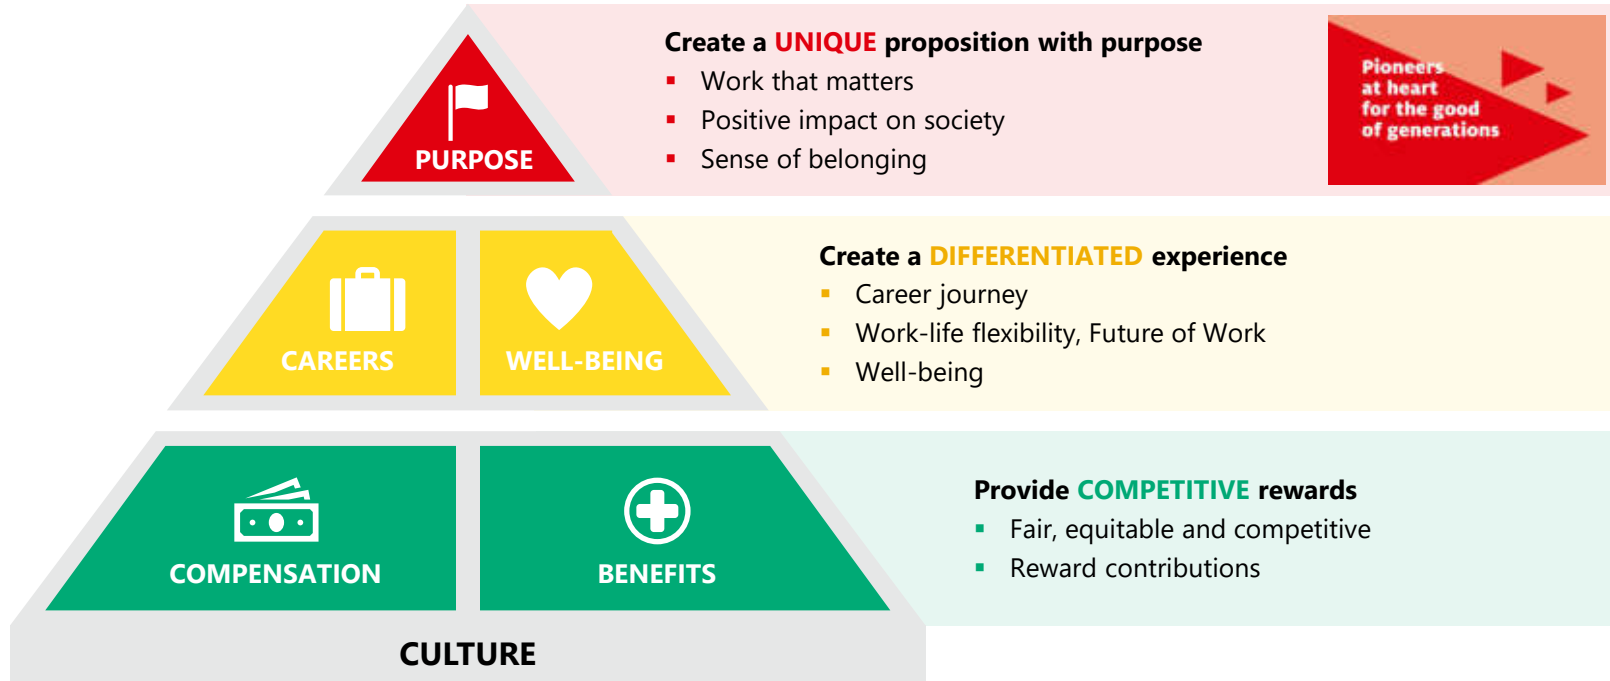 Create a UNIQUE proposition with purpose
Work that matters
Positive impact on society
Sense of belonging
Pioneers
at heart
for the good
of generations
PURPOSE
Create a DIFFERENTIATED experience
Career journey
Work-life flexibility, Future of Work
Well-being
CAREERS
WELL-BEING
Provide COMPETITIVE rewards
Fair, equitable and competitive
Reward contributions
COMPENSATION
BENEFITS
CULTURE